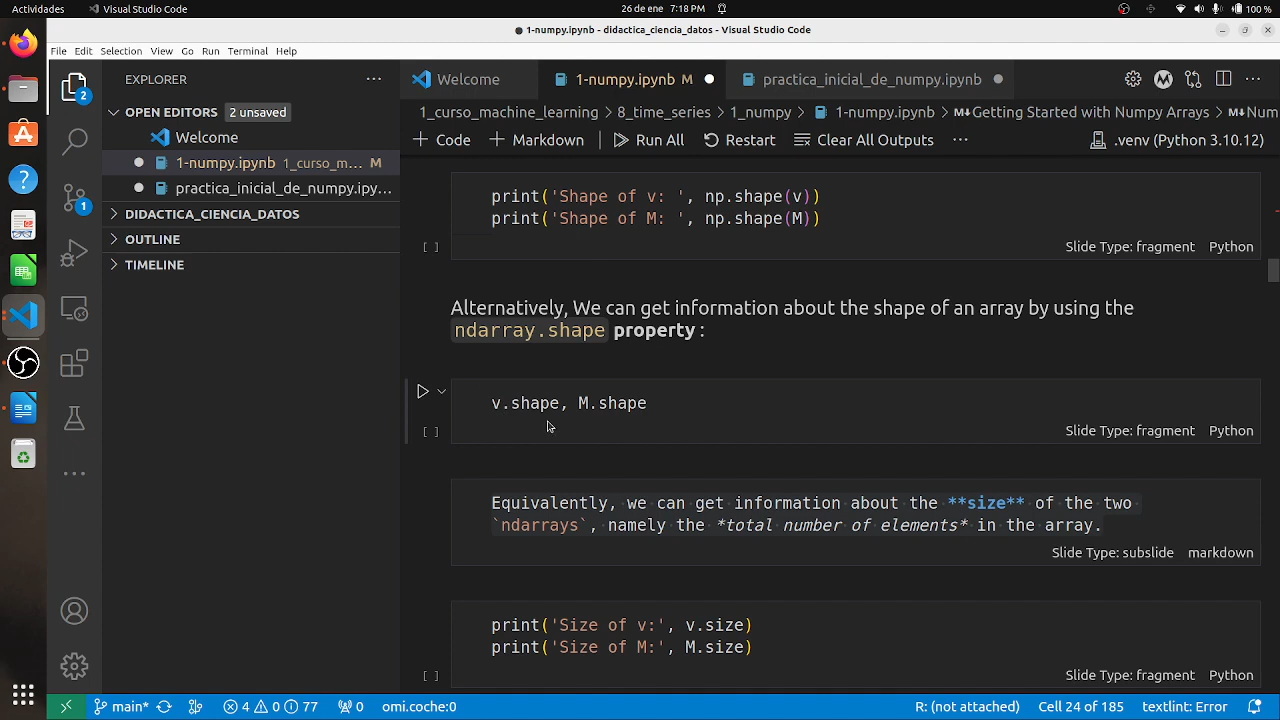 Actividades
Visual Studio Code
26 de ene 7:18 PM
100 %
1-numpy.ipynb - didactica_ciencia_datos - Visual Studio Code
File Edit Selection View Go Run Terminal Help
EXPLORER
Welcome
1-numpy.ipynb M
practica_inicial_de_numpy.ipynb
OPEN EDITORS 2 unsaved
Welcome
1-numpy.ipynb 1_curso_m... M
practica_inicial_de_numpy.ipy...
DIDACTICA_CIENCIA_DATOS
OUTLINE
TIMELINE
2
1
1_curso_machine_learning > 8_time_series > 1_numpy > 1-numpy.ipynb > Getting Started with Numpy Arrays > Num
Code Markdown Run All Restart Clear All Outputs ... .venv (Python 3.10.12)
print('Shape of v: ', np.shape(v))
print('Shape of M: ', np.shape(M))
[ ] Slide Type: fragment Python
Alternatively, We can get information about the shape of an array by using the
ndarray.shape property :
v.shape, M.shape
[ ] Slide Type: fragment Python
Equivalently, we can get information about the **size** of the two
`ndarrays`, namely the *total number of elements* in the array.
Slide Type: subslide markdown
print('Size of v:', v.size)
print('Size of M:', M.size)
[ ] Slide Type: fragment Python
main* 4 0 77 0 omi.coche:0 R: (not attached) Cell 24 of 185 textlint: Error